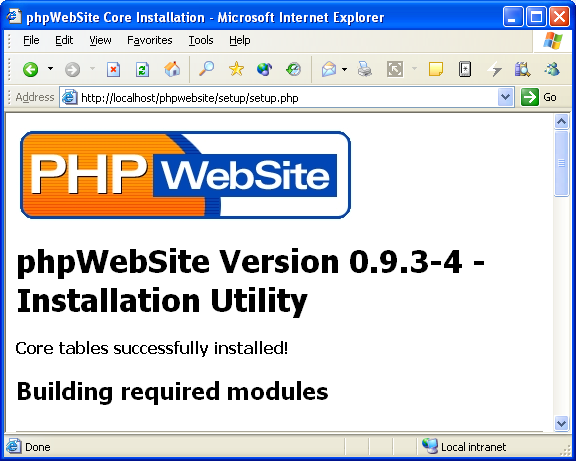 phpWebSite Core Installation - Microsoft Internet Explorer
File Edit View Favorites Tools Help
Address http://localhost/phpwebsite/setup/setup.php Go
PHP WebSite
phpWebSite Version 0.9.3-4 -
Installation Utility
Core tables successfully installed!
Building required modules
Done Local intranet